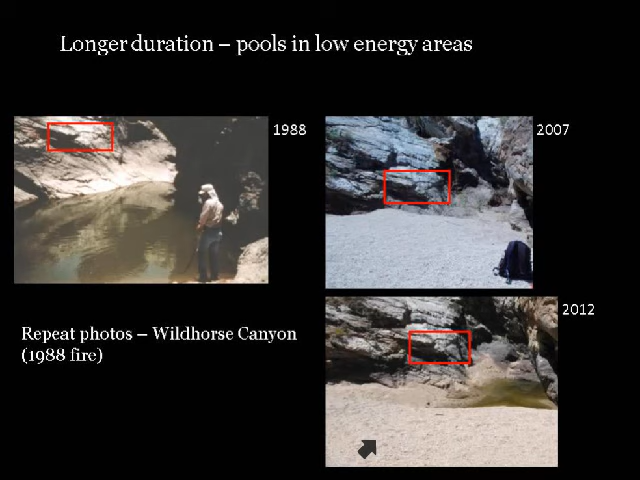 Longer duration – pools in low energy areas
1988
2007
2012
Repeat photos – Wildhorse Canyon
(1988 fire)